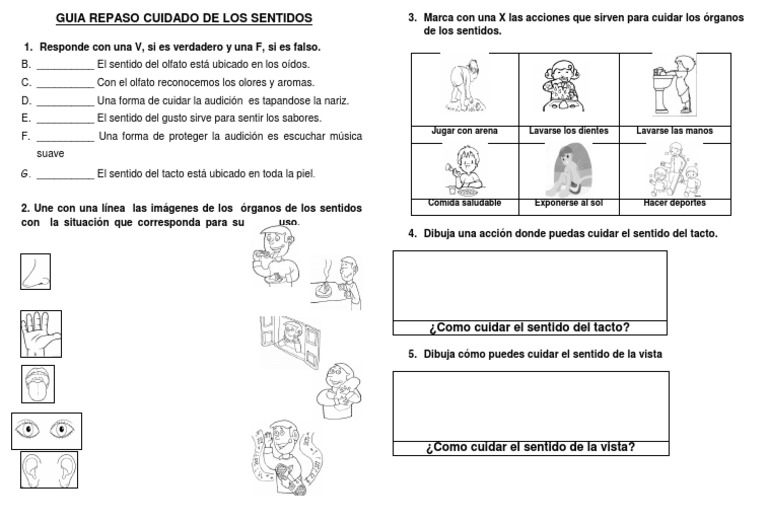 GUIA REPASO CUIDADO DE LOS SENTIDOS
1. Responde con una V, si es verdadero y una F, si es falso.
B. __________ El sentido del olfato está ubicado en los oídos.
C. __________ Con el olfato reconocemos los olores y aromas.
D. __________ Una forma de cuidar la audición es tapandose la nariz.
E. __________ El sentido del gusto sirve para sentir los sabores.
F. __________ Una forma de proteger la audición es escuchar música
suave
G. __________ El sentido del tacto está ubicado en toda la piel.
2. Une con una línea las imágenes de los órganos de los sentidos
con la situación que corresponda para su uso.
3. Marca con una X las acciones que sirven para cuidar los órganos
de los sentidos.
Jugar con arena Lavarse los dientes Lavarse las manos
Comida saludable Exponerse al sol Hacer deportes
4. Dibuja una acción donde puedas cuidar el sentido del tacto.
¿Como cuidar el sentido del tacto?
5. Dibuja cómo puedes cuidar el sentido de la vista
¿Como cuidar el sentido de la vista?